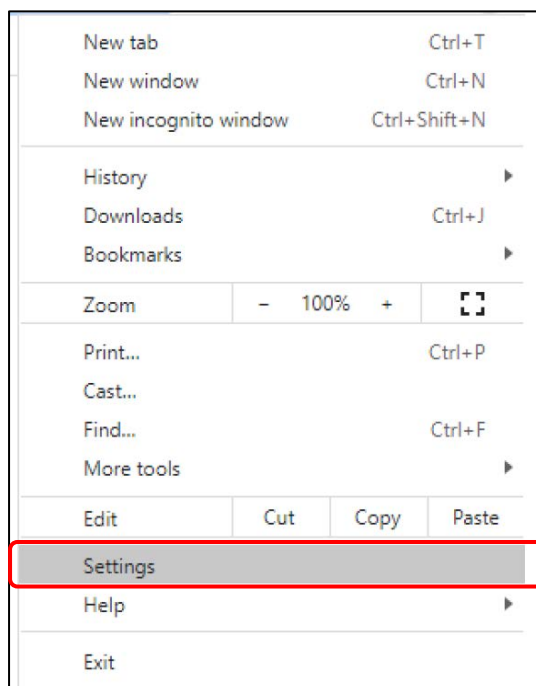 New tab Ctrl+T
New window Ctrl+N
New incognito window Ctrl+Shift+N
History
Downloads Ctrl+J
Bookmarks
Zoom - 100% +
Print... Ctrl+P
Cast...
Find... Ctrl+F
More tools
Edit Cut Copy Paste
Settings
Help
Exit